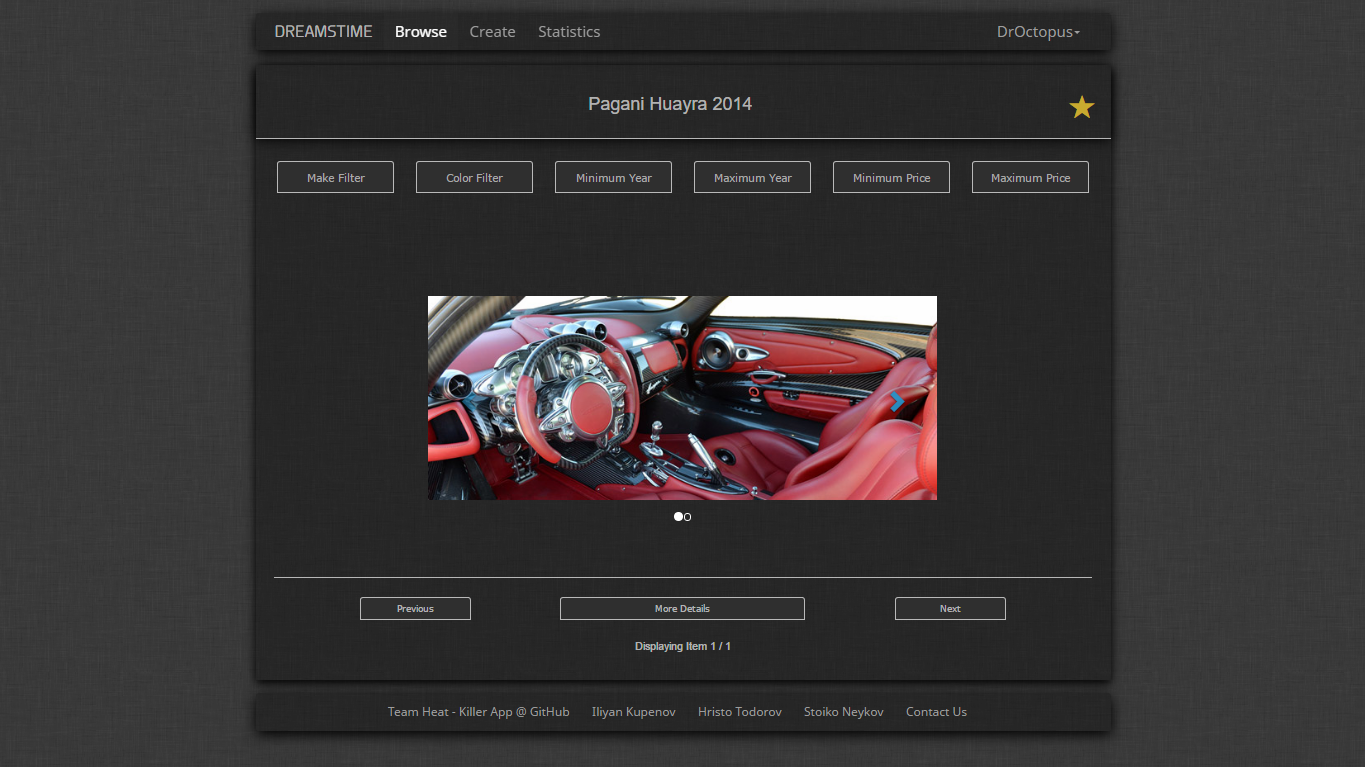 DREAMSTIME Browse Create Statistics DrOctopus
Pagani Huayra 2014
Make Filter Color Filter Minimum Year Maximum Year Minimum Price Maximum Price
Previous More Details Next
Displaying Item 1 / 1
Team Heat - Killer App @ GitHub Iliyan Kupenov Hristo Todorov Stoiko Neykov Contact Us